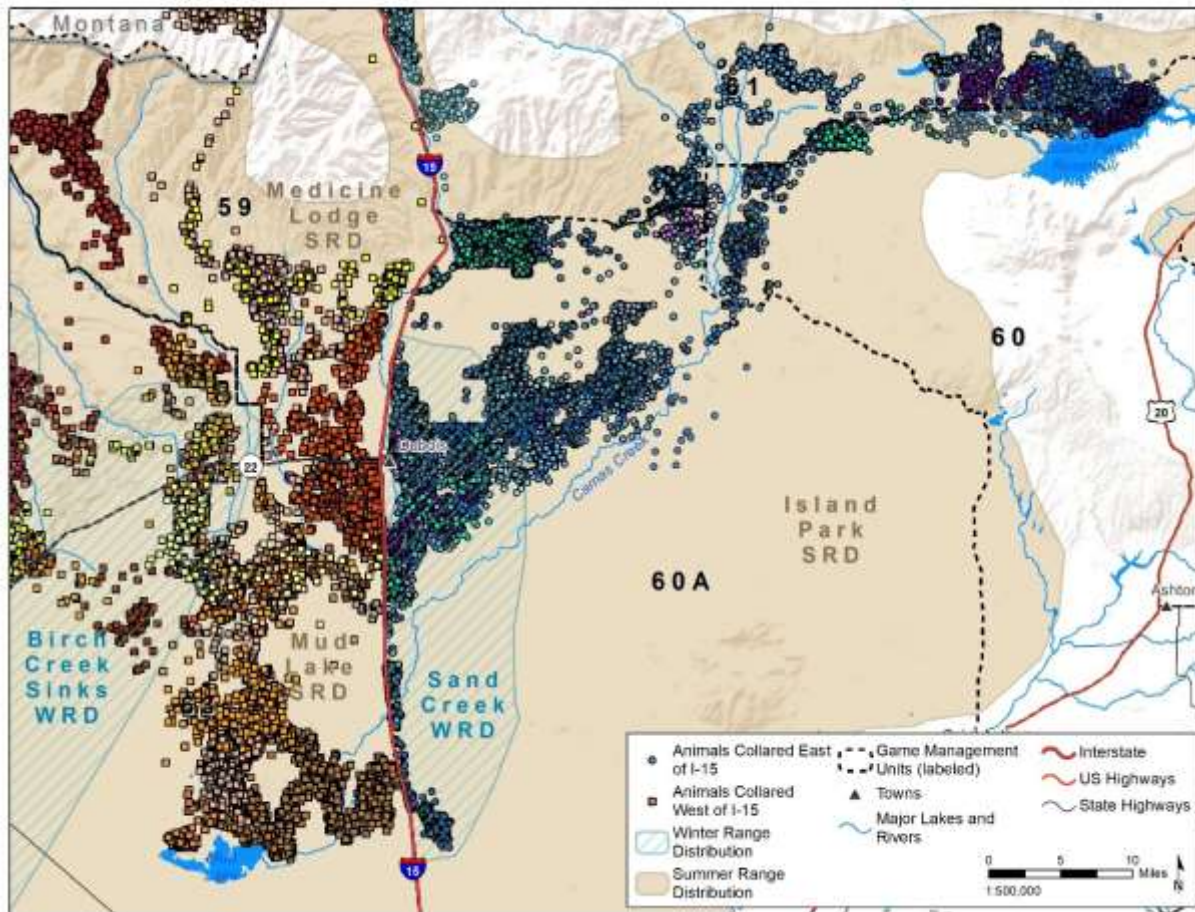 Montana
61
15
59
Medicine
Lodge
SRD
60
20
Dubois
22
Camas Creek
Island
Park
SRD
60A
Ashton
Birch
Creek
Sinks
WRD
Mud
Lake
SRD
Sand
Creek
WRD
15
Animals Collared East
of I-15
Animals Collared
West of I-15
Winter Range
Distribution
Summer Range
Distribution
Game Management
Units (labeled)
Towns
Major Lakes and
Rivers
Interstate
US Highways
State Highways
0 5 10
Miles
1:500,000
N